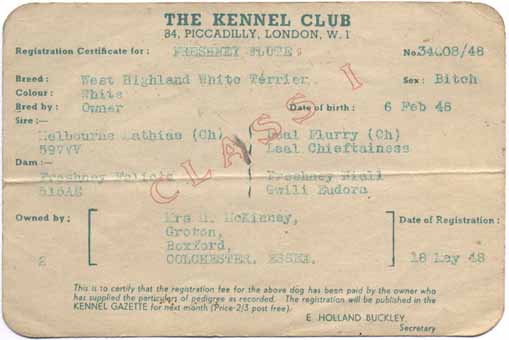 THE KENNEL CLUB
84, PICCADILLY, LONDON, W.1
Registration Certificate for : FRESHNEY FLUTE. No. 34008/48
Breed : West Highland White Terrier. Sex : Bitch
Colour : White
Bred by : Owner Date of birth : 6 Feb 48
Sire :—
Melbourne Mathias (Ch) Leal Flurry (Ch)
597VV Leal Chieftainess
CLASS I
Dam :—
Freshney Felicia Freshney Niall
515AE Gwili Eudora
Owned by : Mrs M. McKinney, Date of Registration :
Groton,
Boxford,
2 COLCHESTER, ESSEX. 18 May 48
This is to certify that the registration fee for the above dog has been paid by the owner who
has supplied the particulars of pedigree as recorded. The registration will be published in the
KENNEL GAZETTE for next month (Price 2/3 post free).
E. HOLLAND BUCKLEY,
Secretary